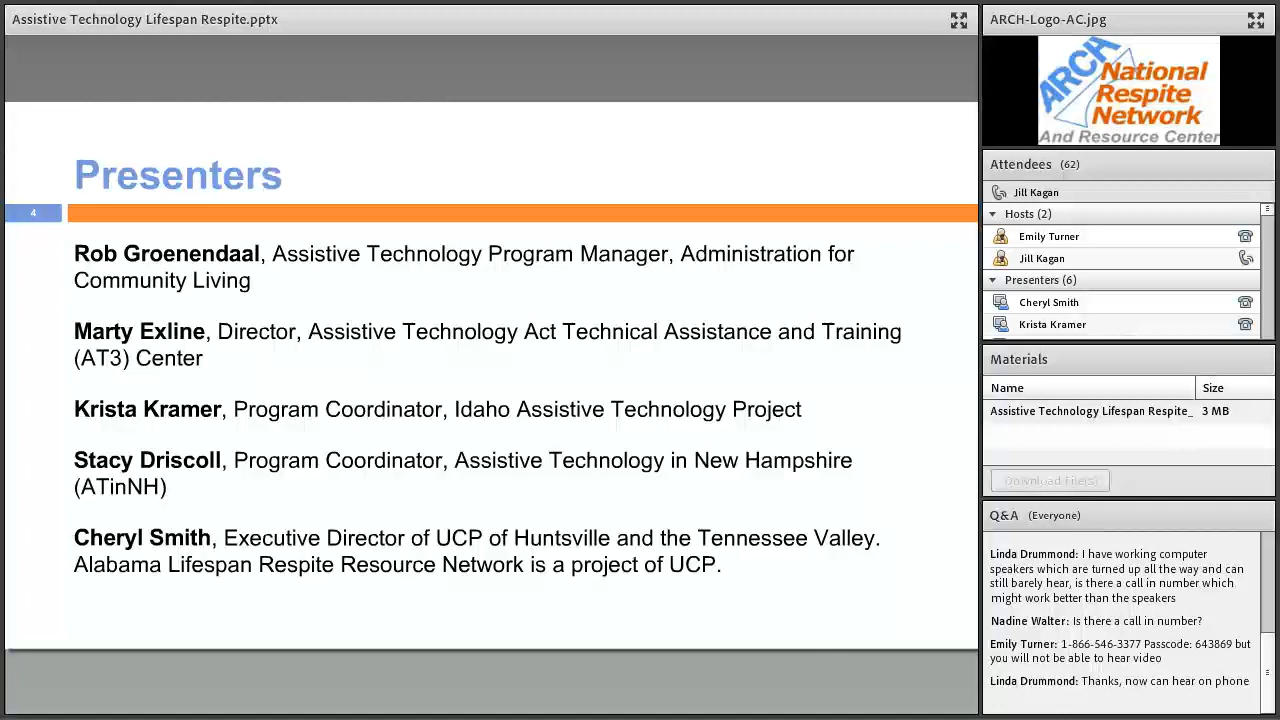 Assistive Technology Lifespan Respite.pptx
Presenters
4
Rob Groenendaal, Assistive Technology Program Manager, Administration for
Community Living
Marty Exline, Director, Assistive Technology Act Technical Assistance and Training
(AT3) Center
Krista Kramer, Program Coordinator, Idaho Assistive Technology Project
Stacy Driscoll, Program Coordinator, Assistive Technology in New Hampshire
(ATinNH)
Cheryl Smith, Executive Director of UCP of Huntsville and the Tennessee Valley.
Alabama Lifespan Respite Resource Network is a project of UCP.
ARCH-Logo-AC.jpg
ARCH
National
Respite
Network
And Resource Center
Attendees (62)
Jill Kagan
Hosts (2)
Emily Turner
Jill Kagan
Presenters (6)
Cheryl Smith
Krista Kramer
Materials
Name Size
Assistive Technology Lifespan Respite_ 3 MB
Download File(s)
Q&A (Everyone)
Linda Drummond: I have working computer
speakers which are turned up all the way and can
still barely hear, is there a call in number which
might work better than the speakers
Nadine Walter: Is there a call in number?
Emily Turner: 1-866-546-3377 Passcode: 643869 but
you will not be able to hear video
Linda Drummond: Thanks, now can hear on phone